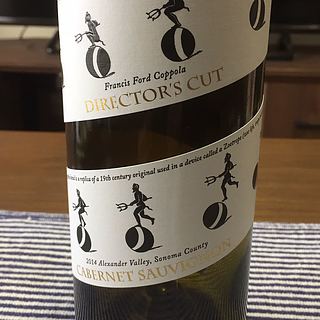 Francis Ford Coppola
DIRECTOR'S CUT
is a replica of a 19th century original used in a device called a Zoetrope
2014 Alexander Valley, Sonoma County
CABERNET SAUVIGNON